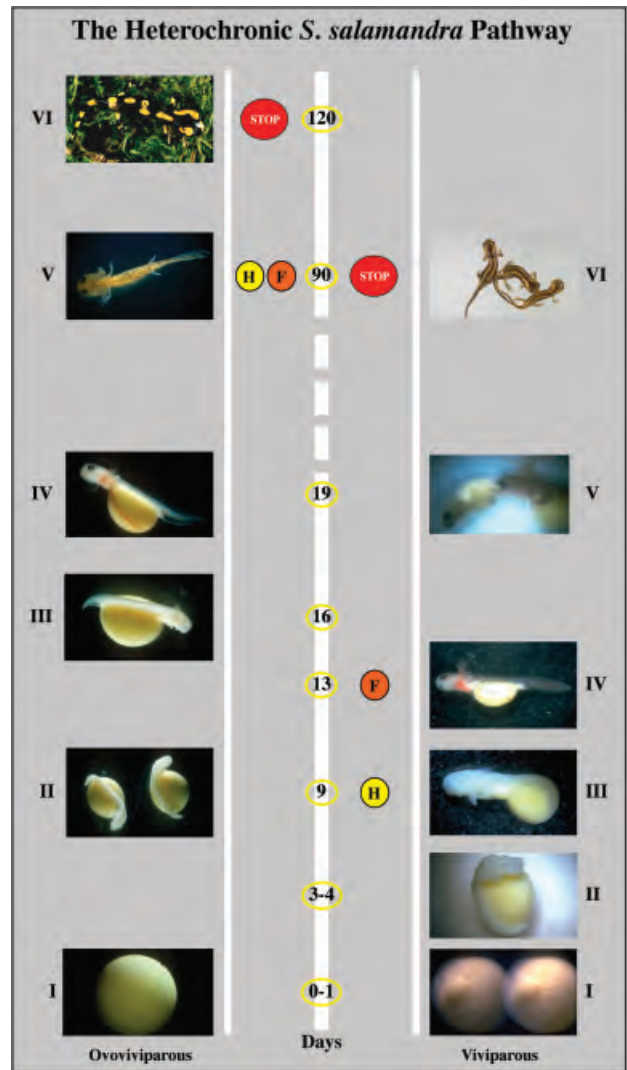 The Heterochronic S. salamandra Pathway
VI STOP 120
V H F 90 STOP VI
IV 19 V
III 16
13 F IV
II 9 H III
3-4 II
I 0-1 I
Ovoviviparous Days Viviparous